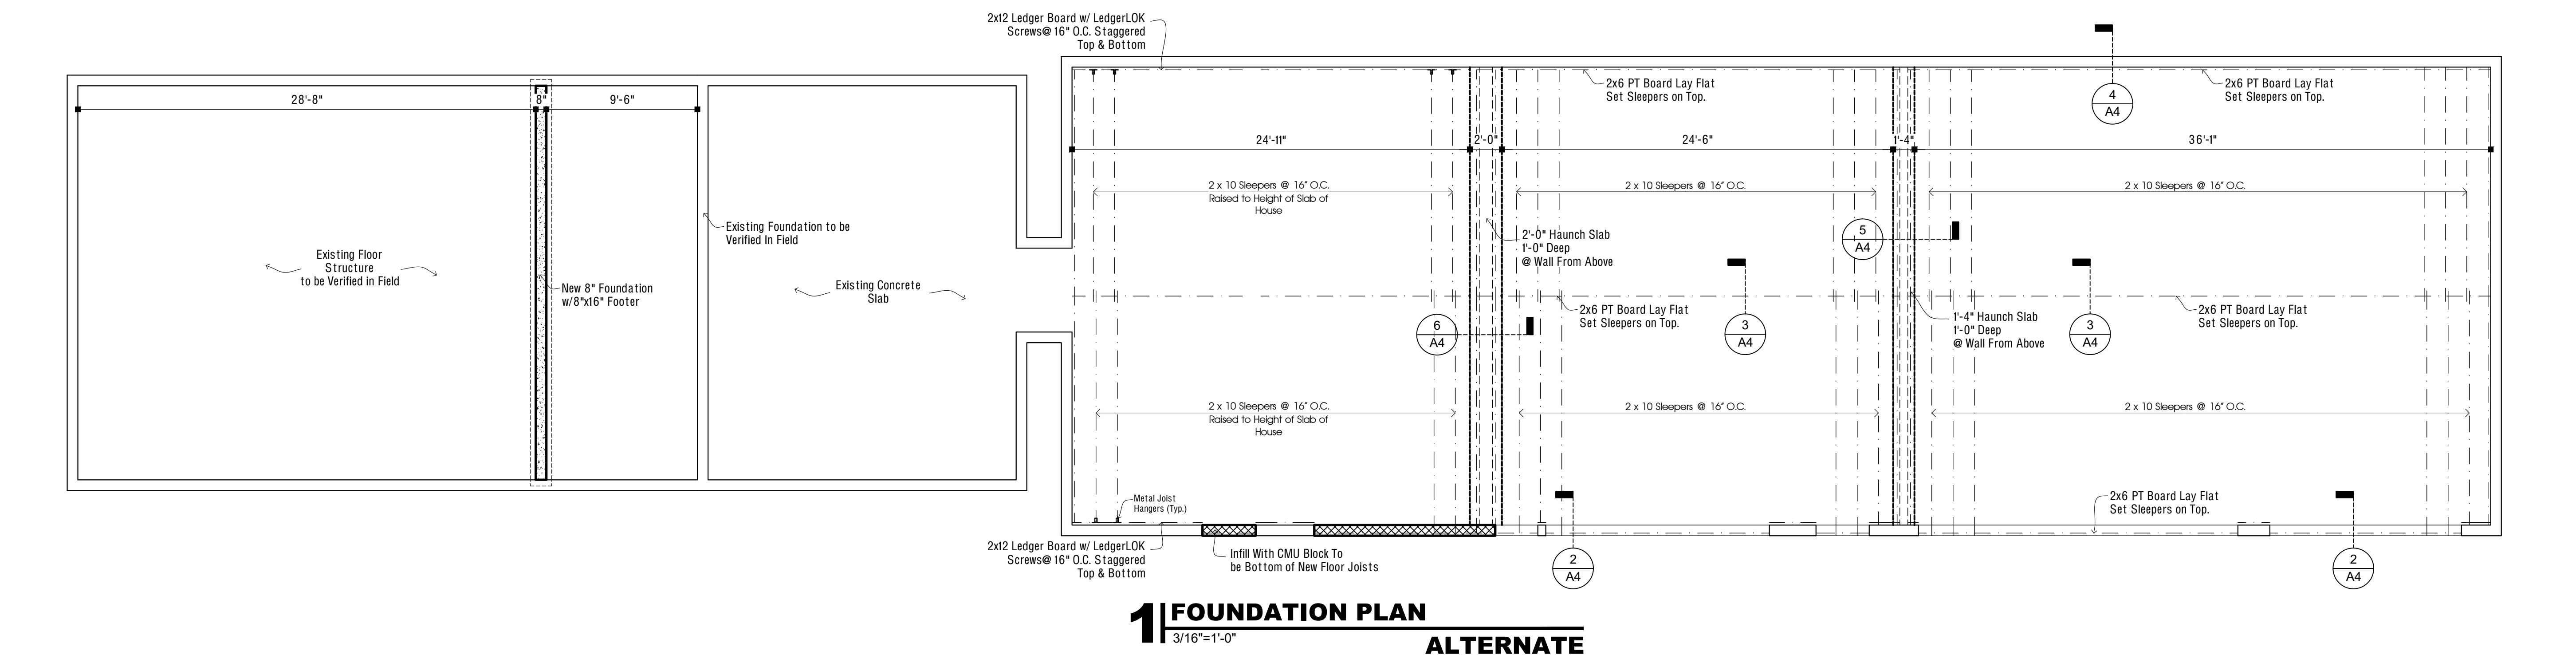 2x12 Ledger Board w/ LedgerLOK
Screws@ 16" O.C. Staggered
Top & Bottom
28'-8"
8"
9'-6"
2x6 PT Board Lay Flat
Set Sleepers on Top.
4
A4
2x6 PT Board Lay Flat
Set Sleepers on Top.
24'-11"
2'-0"
24'-6"
1'-4"
36'-1"
2 x 10 Sleepers @ 16" O.C.
Raised to Height of Slab of
House
2 x 10 Sleepers @ 16" O.C.
2 x 10 Sleepers @ 16" O.C.
Existing Foundation to be
Verified In Field
2'-0" Haunch Slab
1'-0" Deep
@ Wall From Above
5
A4
Existing Floor
Structure
to be Verified in Field
New 8" Foundation
w/8"x16" Footer
Existing Concrete
Slab
6
A4
2x6 PT Board Lay Flat
Set Sleepers on Top.
3
A4
1'-4" Haunch Slab
1'-0" Deep
@ Wall From Above
3
A4
2x6 PT Board Lay Flat
Set Sleepers on Top.
2 x 10 Sleepers @ 16" O.C.
Raised to Height of Slab of
House
2 x 10 Sleepers @ 16" O.C.
2 x 10 Sleepers @ 16" O.C.
Metal Joist
Hangers (Typ.)
2x6 PT Board Lay Flat
Set Sleepers on Top.
2x12 Ledger Board w/ LedgerLOK
Screws@ 16" O.C. Staggered
Top & Bottom
Infill With CMU Block To
be Bottom of New Floor Joists
2
A4
2
A4
1
FOUNDATION PLAN
3/16"=1'-0"
ALTERNATE